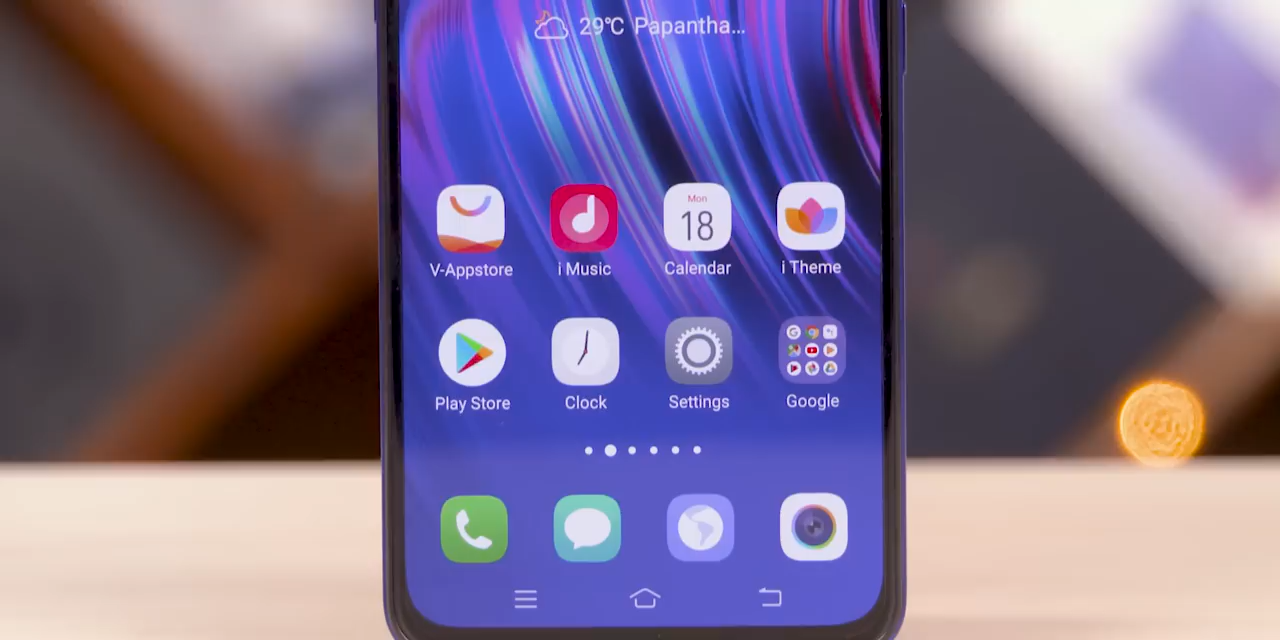 29℃ Papantha...
Mon
18
V-Appstore i Music Calendar i Theme
Play Store Clock Settings Google